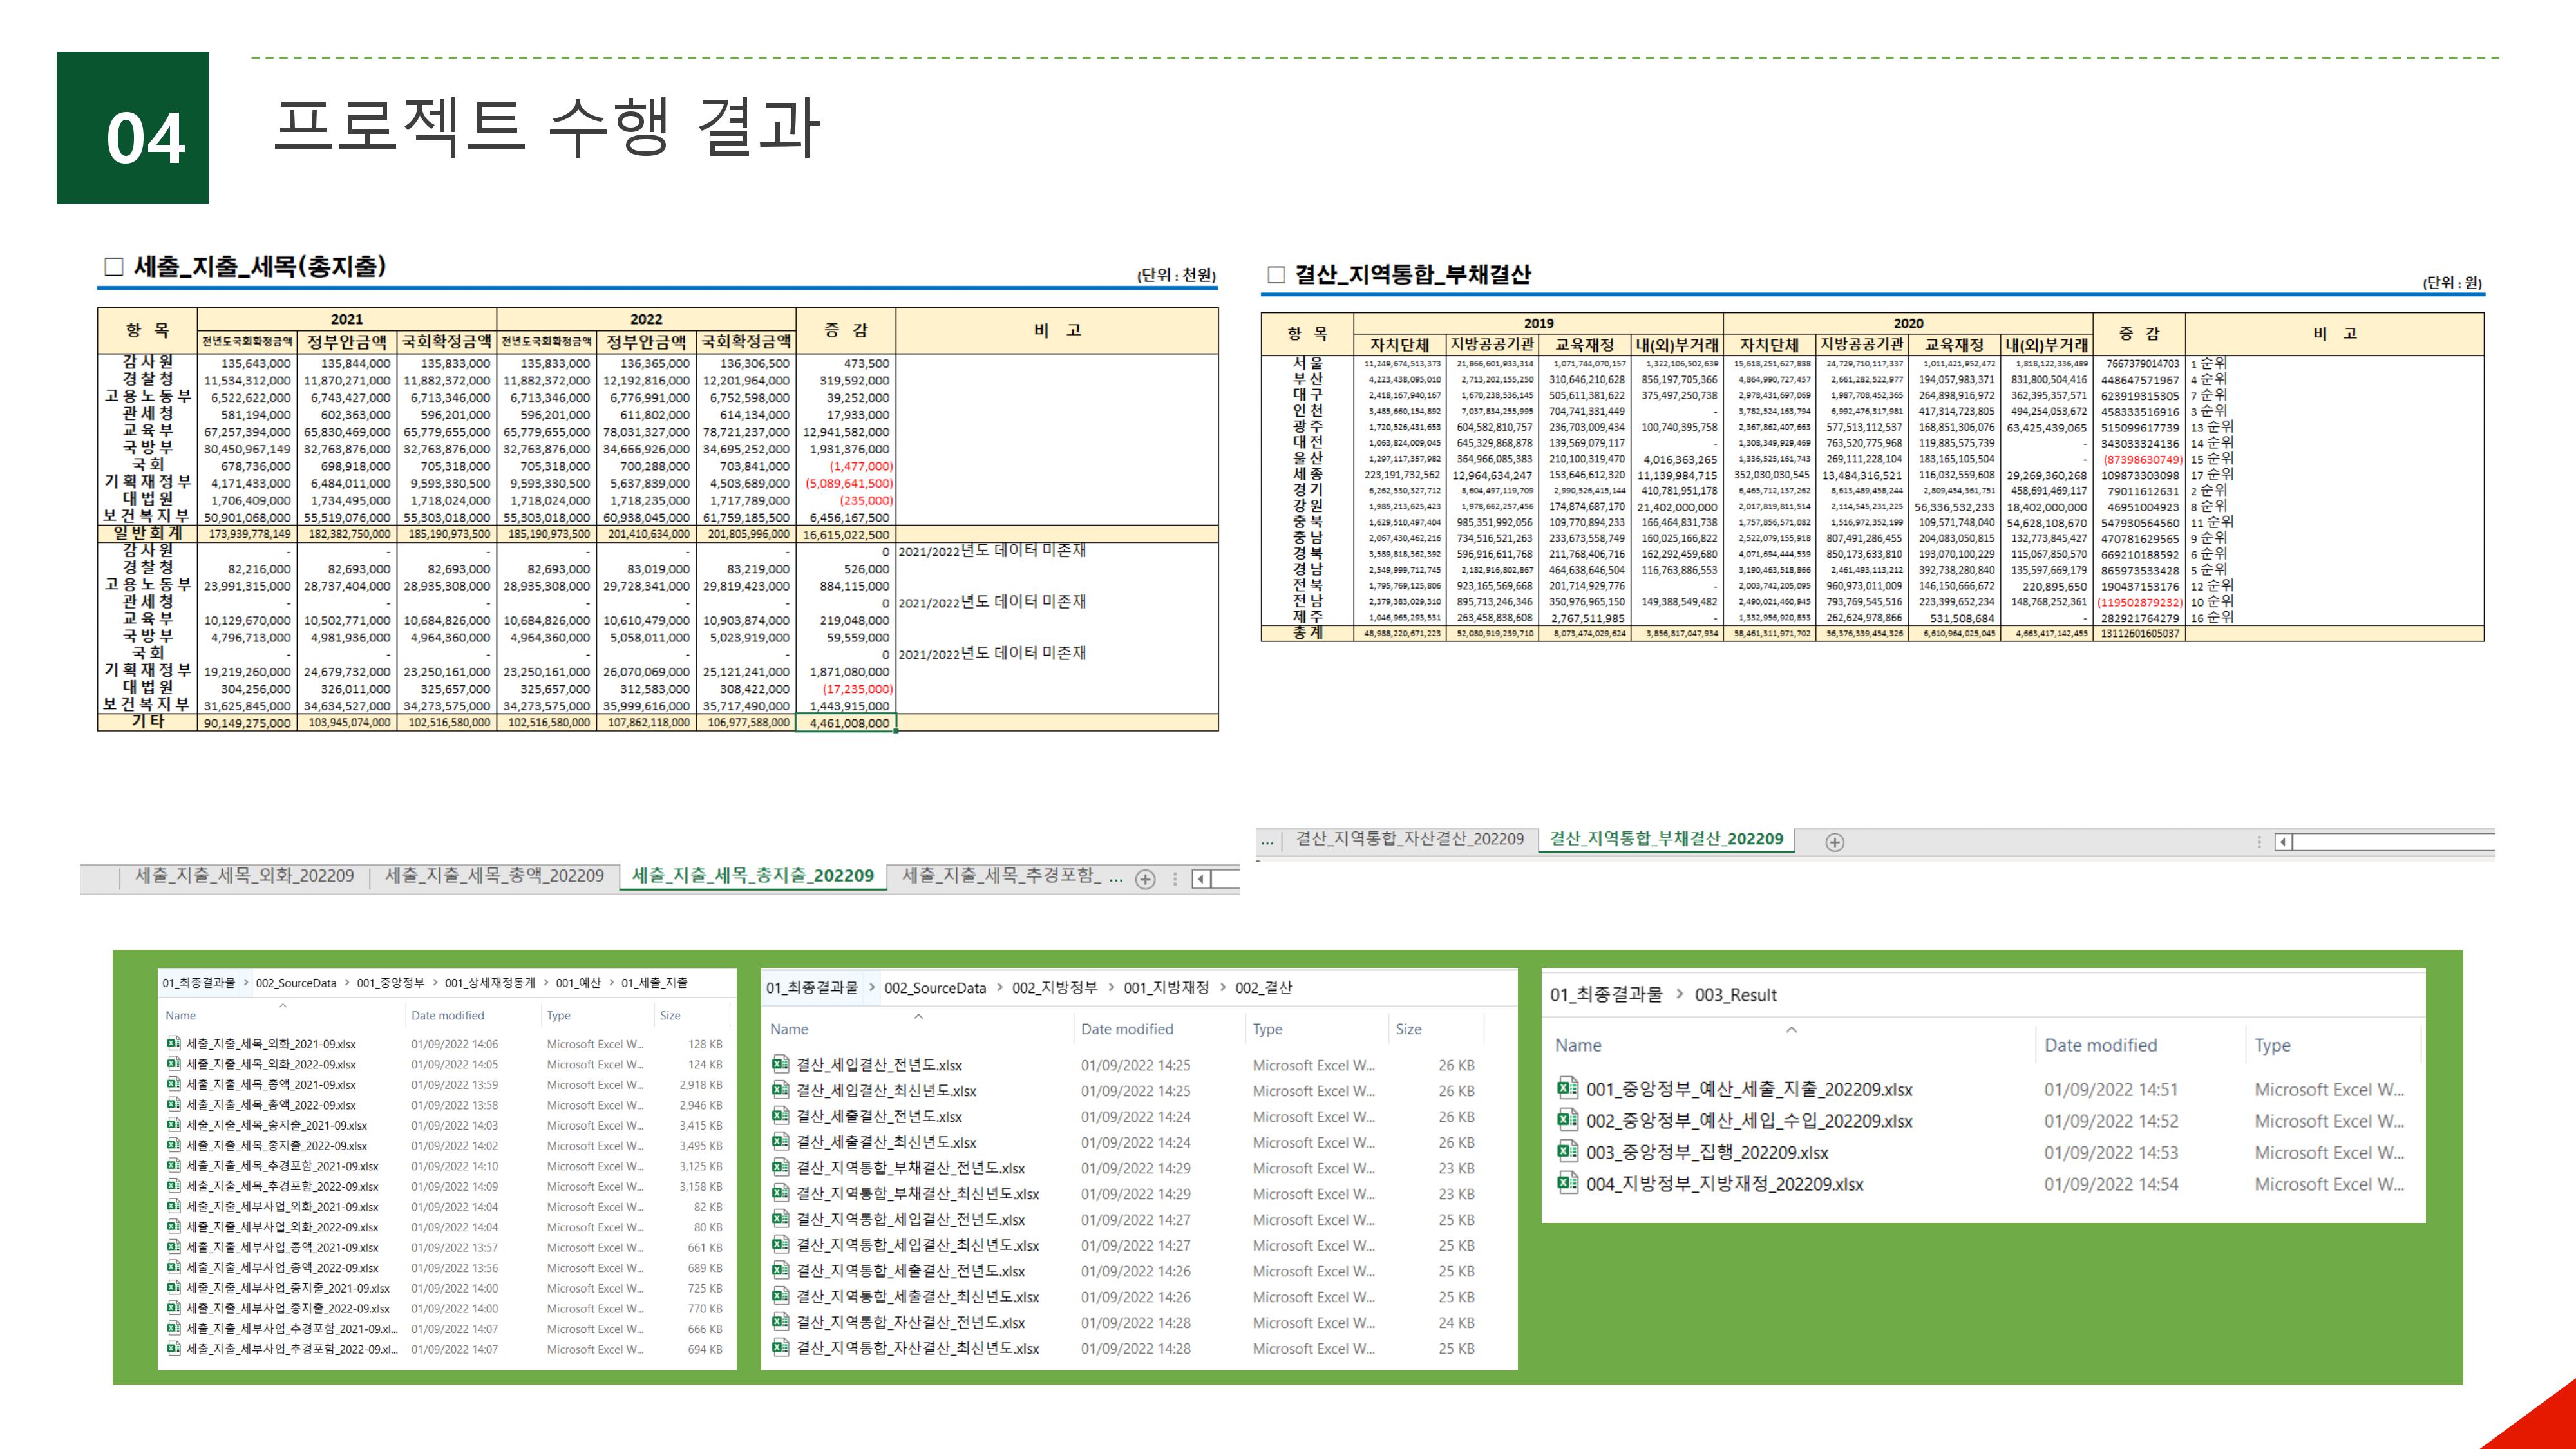 04
프로젝트 수행 결과
□ 세출_지출_세목(총지출)
(단위 : 천원)
항 목 2021 2022 증 감 비 고
전년도국회확정금액 정부안금액 국회확정금액 전년도국회확정금액 정부안금액 국회확정금액
감사원 135,643,000 135,844,000 135,833,000 135,833,000 136,365,000 136,306,500 473,500
경찰청 11,534,312,000 11,870,271,000 11,882,372,000 11,882,372,000 12,192,816,000 12,201,964,000 319,592,000
고용노동부 6,522,622,000 6,743,427,000 6,713,346,000 6,713,346,000 6,776,991,000 6,752,598,000 39,252,000
관세청 581,194,000 602,363,000 596,201,000 596,201,000 611,802,000 614,134,000 17,933,000
교육부 67,257,394,000 65,830,469,000 65,779,655,000 65,779,655,000 78,031,327,000 78,721,237,000 12,941,582,000
국방부 30,450,967,149 32,763,876,000 32,763,876,000 32,763,876,000 34,666,926,000 34,695,252,000 1,931,376,000
국회 678,736,000 698,918,000 705,318,000 705,318,000 700,288,000 703,841,000 (1,477,000)
기획재정부 4,171,433,000 6,484,011,000 9,593,330,500 9,593,330,500 5,637,839,000 4,503,689,000 (5,089,641,500)
대법원 1,706,409,000 1,734,495,000 1,718,024,000 1,718,024,000 1,718,235,000 1,717,789,000 (235,000)
보건복지부 50,901,068,000 55,519,076,000 55,303,018,000 55,303,018,000 60,938,045,000 61,759,185,500 6,456,167,500
일반회계 173,939,778,149 182,382,750,000 185,190,973,500 185,190,973,500 201,410,634,000 201,805,996,000 16,615,022,500
감사원 - - - - - - 0 2021/2022년도 데이터 미존재
경찰청 82,216,000 82,693,000 82,693,000 82,693,000 83,019,000 83,219,000 526,000
고용노동부 23,991,315,000 28,737,404,000 28,935,308,000 28,935,308,000 29,728,341,000 29,819,423,000 884,115,000
관세청 - - - - - - 0 2021/2022년도 데이터 미존재
교육부 10,129,670,000 10,502,771,000 10,684,826,000 10,684,826,000 10,610,479,000 10,903,874,000 219,048,000
국방부 4,796,713,000 4,981,936,000 4,964,360,000 4,964,360,000 5,058,011,000 5,023,919,000 59,559,000
국회 - - - - - - 0 2021/2022년도 데이터 미존재
기획재정부 19,219,260,000 24,679,732,000 23,250,161,000 23,250,161,000 26,070,069,000 25,121,241,000 1,871,080,000
대법원 304,256,000 326,011,000 325,657,000 325,657,000 312,583,000 308,422,000 (17,235,000)
보건복지부 31,625,845,000 34,634,527,000 34,273,575,000 34,273,575,000 35,999,616,000 35,717,490,000 1,443,915,000
기타 90,149,275,000 103,945,074,000 102,516,580,000 102,516,580,000 107,862,118,000 106,977,588,000 4,461,008,000
세출_지출_세목_외화_202209 세출_지출_세목_총액_202209 세출_지출_세목_총지출_202209 세출_지출_세목_추경포함_ ...
□ 결산_지역통합_부채결산
(단위 : 원)
항 목 2019 2020 증 감 비 고
자치단체 지방공공기관 교육재정 내(외)부거래 자치단체 지방공공기관 교육재정 내(외)부거래
서울 11,249,674,513,373 21,866,601,933,314 1,071,744,070,157 1,322,106,502,639 15,618,251,627,888 24,729,710,117,337 1,011,421,952,472 1,818,122,336,489 7667379014703 1 순위
부산 4,223,438,095,010 2,713,202,155,250 310,646,210,628 856,197,705,366 4,864,990,727,457 2,661,282,522,977 194,057,983,371 831,800,504,416 448647571967 4 순위
대구 2,418,167,940,167 1,670,238,536,145 505,611,381,622 375,497,250,738 2,978,431,697,069 1,987,708,452,365 264,898,916,972 362,395,357,571 623919315305 7 순위
인천 3,485,660,154,892 7,037,834,255,995 704,741,331,449 - 3,782,524,163,794 6,992,476,317,981 417,314,723,805 494,254,053,672 458333516916 3 순위
광주 1,720,526,431,653 604,582,810,757 236,703,009,434 100,740,395,758 2,367,862,407,663 577,513,112,537 168,851,306,076 63,425,439,065 515099617739 13 순위
대전 1,063,824,009,045 645,329,868,878 139,569,079,117 - 1,308,349,929,469 763,520,775,968 119,885,575,739 - 343033324136 14 순위
울산 1,297,117,357,982 364,966,085,383 210,100,319,470 4,016,363,265 1,336,525,161,743 269,111,228,104 183,165,105,504 - (87398630749) 15 순위
세종 223,191,732,562 12,964,634,247 153,646,612,320 11,139,984,715 352,030,030,545 13,484,316,521 116,032,559,608 29,269,360,268 109873303098 17 순위
경기 6,262,530,327,712 8,604,497,119,709 2,990,526,415,144 410,781,951,178 6,465,712,137,262 8,613,489,458,244 2,809,454,361,751 458,691,469,117 79011612631 2 순위
강원 1,985,213,625,423 1,978,662,257,456 174,874,687,170 21,402,000,000 2,017,819,811,514 2,114,545,231,225 56,336,532,233 18,402,000,000 46951004923 8 순위
충북 1,629,510,497,404 985,351,992,056 109,770,894,233 166,464,831,738 1,757,856,571,082 1,516,972,352,199 109,571,748,040 54,628,108,670 547930564560 11 순위
충남 2,067,430,462,216 734,516,521,263 233,673,558,749 160,025,166,822 2,522,079,155,918 807,491,286,455 204,083,050,815 132,773,845,427 470781629565 9 순위
경북 3,589,818,362,392 596,916,611,768 211,768,406,716 162,292,459,680 4,071,694,444,539 850,173,633,810 193,070,100,229 115,067,850,570 669210188592 6 순위
경남 2,549,999,712,745 2,182,916,802,867 464,638,646,504 116,763,886,553 3,190,463,518,866 2,461,493,113,212 392,738,280,840 135,597,669,179 865973533428 5 순위
전북 1,795,769,125,806 923,165,569,668 201,714,929,776 - 2,003,742,205,095 960,973,011,009 146,150,666,672 220,895,650 190437153176 12 순위
전남 2,379,383,029,310 895,713,246,346 350,976,965,150 149,388,549,482 2,490,021,460,945 793,769,545,516 223,399,652,234 148,768,252,361 (119502879232) 10 순위
제주 1,046,965,293,531 263,458,838,608 2,767,511,985 1,332,956,920,853 262,624,978,866 531,508,684 - 282921764279 16 순위
총계 48,988,220,671,223 52,080,919,239,710 8,073,474,029,624 3,856,817,047,934 58,461,311,971,702 56,376,339,454,326 6,610,964,025,045 4,663,417,142,455 13112601605037
... 결산_지역통합_자산결산_202209 결산_지역통합_부채결산_202209
01_최종결과물 > 002_SourceData > 001_중앙정부 > 001_상세재정통계 > 001_예산 > 01_세출_지출
Name Date modified Type Size
세출_지출_세목_외화_2021-09.xlsx 01/09/2022 14:06 Microsoft Excel W... 128 KB
세출_지출_세목_외화_2022-09.xlsx 01/09/2022 14:05 Microsoft Excel W... 124 KB
세출_지출_세목_총액_2021-09.xlsx 01/09/2022 13:59 Microsoft Excel W... 2,918 KB
세출_지출_세목_총액_2022-09.xlsx 01/09/2022 13:58 Microsoft Excel W... 2,946 KB
세출_지출_세목_총지출_2021-09.xlsx 01/09/2022 14:03 Microsoft Excel W... 3,415 KB
세출_지출_세목_총지출_2022-09.xlsx 01/09/2022 14:02 Microsoft Excel W... 3,495 KB
세출_지출_세목_추경포함_2021-09.xlsx 01/09/2022 14:10 Microsoft Excel W... 3,125 KB
세출_지출_세목_추경포함_2022-09.xlsx 01/09/2022 14:09 Microsoft Excel W... 3,158 KB
세출_지출_세부사업_외화_2021-09.xlsx 01/09/2022 14:04 Microsoft Excel W... 82 KB
세출_지출_세부사업_외화_2022-09.xlsx 01/09/2022 14:04 Microsoft Excel W... 80 KB
세출_지출_세부사업_총액_2021-09.xlsx 01/09/2022 13:57 Microsoft Excel W... 661 KB
세출_지출_세부사업_총액_2022-09.xlsx 01/09/2022 13:56 Microsoft Excel W... 689 KB
세출_지출_세부사업_총지출_2021-09.xlsx 01/09/2022 14:00 Microsoft Excel W... 725 KB
세출_지출_세부사업_총지출_2022-09.xlsx 01/09/2022 14:00 Microsoft Excel W... 770 KB
세출_지출_세부사업_추경포함_2021-09.xl... 01/09/2022 14:07 Microsoft Excel W... 666 KB
세출_지출_세부사업_추경포함_2022-09.xl... 01/09/2022 14:07 Microsoft Excel W... 694 KB
01_최종결과물 > 002_SourceData > 002_지방정부 > 001_지방재정 > 002_결산
Name Date modified Type Size
결산_세입결산_전년도.xlsx 01/09/2022 14:25 Microsoft Excel W... 26 KB
결산_세입결산_최신년도.xlsx 01/09/2022 14:25 Microsoft Excel W... 26 KB
결산_세출결산_전년도.xlsx 01/09/2022 14:24 Microsoft Excel W... 26 KB
결산_세출결산_최신년도.xlsx 01/09/2022 14:24 Microsoft Excel W... 26 KB
결산_지역통합_부채결산_전년도.xlsx 01/09/2022 14:29 Microsoft Excel W... 23 KB
결산_지역통합_부채결산_최신년도.xlsx 01/09/2022 14:29 Microsoft Excel W... 23 KB
결산_지역통합_세입결산_전년도.xlsx 01/09/2022 14:27 Microsoft Excel W... 25 KB
결산_지역통합_세입결산_최신년도.xlsx 01/09/2022 14:27 Microsoft Excel W... 25 KB
결산_지역통합_세출결산_전년도.xlsx 01/09/2022 14:26 Microsoft Excel W... 25 KB
결산_지역통합_세출결산_최신년도.xlsx 01/09/2022 14:26 Microsoft Excel W... 25 KB
결산_지역통합_자산결산_전년도.xlsx 01/09/2022 14:28 Microsoft Excel W... 24 KB
결산_지역통합_자산결산_최신년도.xlsx 01/09/2022 14:28 Microsoft Excel W... 25 KB
01_최종결과물 > 003_Result
Name Date modified Type
001_중앙정부_예산_세출_지출_202209.xlsx 01/09/2022 14:51 Microsoft Excel W...
002_중앙정부_예산_세입_수입_202209.xlsx 01/09/2022 14:52 Microsoft Excel W...
003_중앙정부_집행_202209.xlsx 01/09/2022 14:53 Microsoft Excel W...
004_지방정부_지방재정_202209.xlsx 01/09/2022 14:54 Microsoft Excel W...